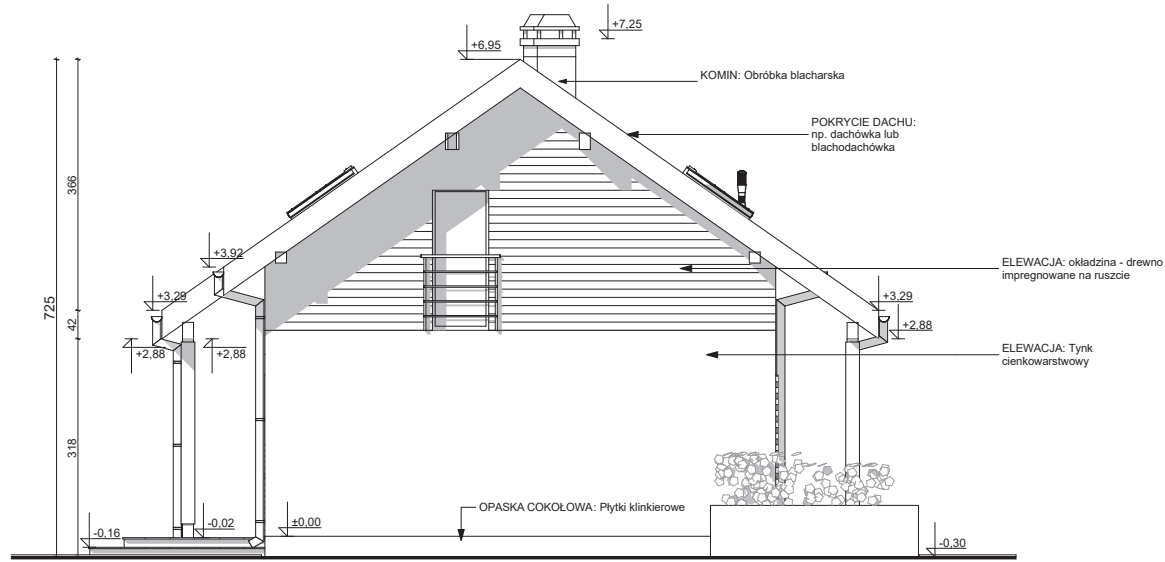 +7,25
+6,95
KOMIN: Obróbka blacharska
POKRYCIE DACHU:
np. dachówka lub
blachodachówka
366
+3,92
ELEWACJA: okładzina - drewno
impregnowane na ruszcie
+3,29
+3,29
725
42
+2,88
+2,88
+2,88
ELEWACJA: Tynk
cienkowarstwowy
318
OPASKA COKOŁOWA: Płytki klinkierowe
-0,02
±0,00
-0,16
-0,30